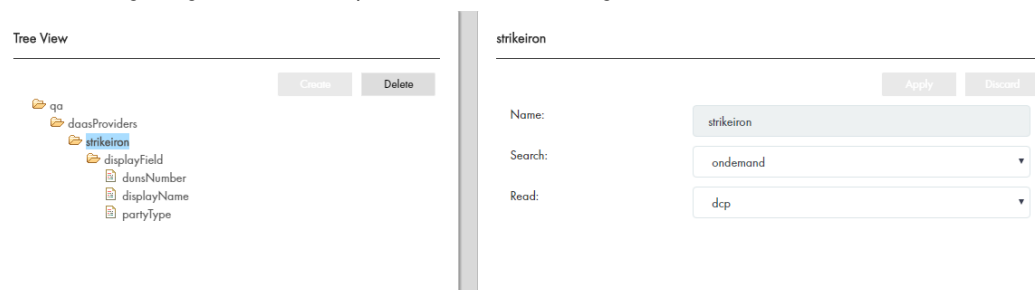 Tree View
Create
Delete
qa
daasProviders
strikeiron
displayField
dunsNumber
displayName
partyType
strikeiron
Apply
Discard
Name:
strikeiron
Search:
ondemand
Read:
dcp